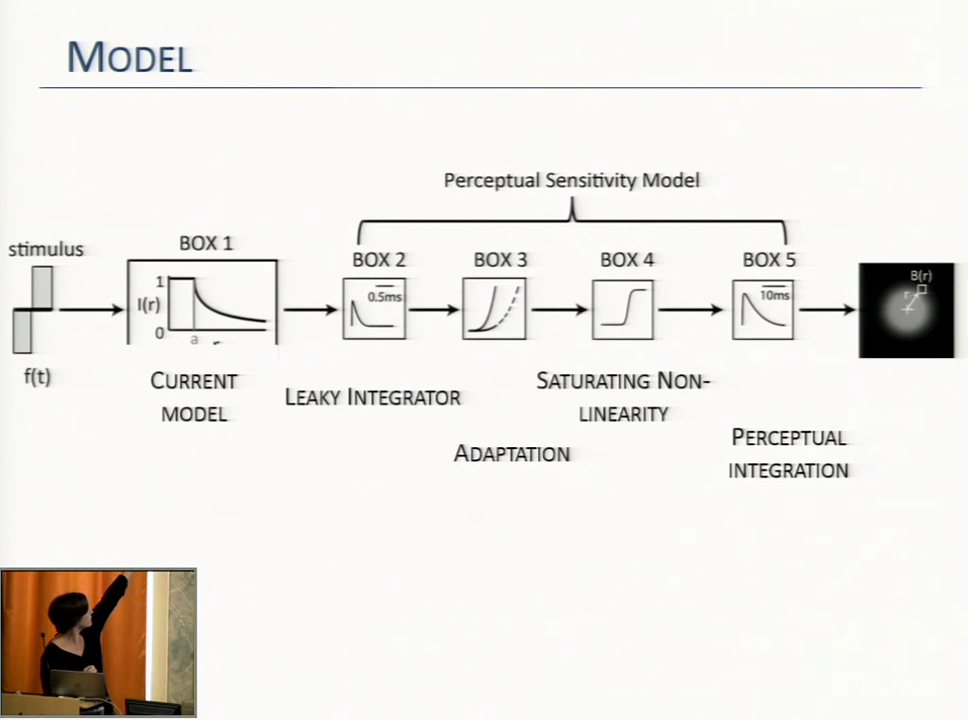 MODEL
Perceptual Sensitivity Model
stimulus
BOX 1
BOX 2
BOX 3
BOX 4
BOX 5
1
I(r)
0
a
0.5ms
10ms
B(r)
r
f(t)
CURRENT
MODEL
LEAKY INTEGRATOR
ADAPTATION
SATURATING NON-
LINEARITY
PERCEPTUAL
INTEGRATION